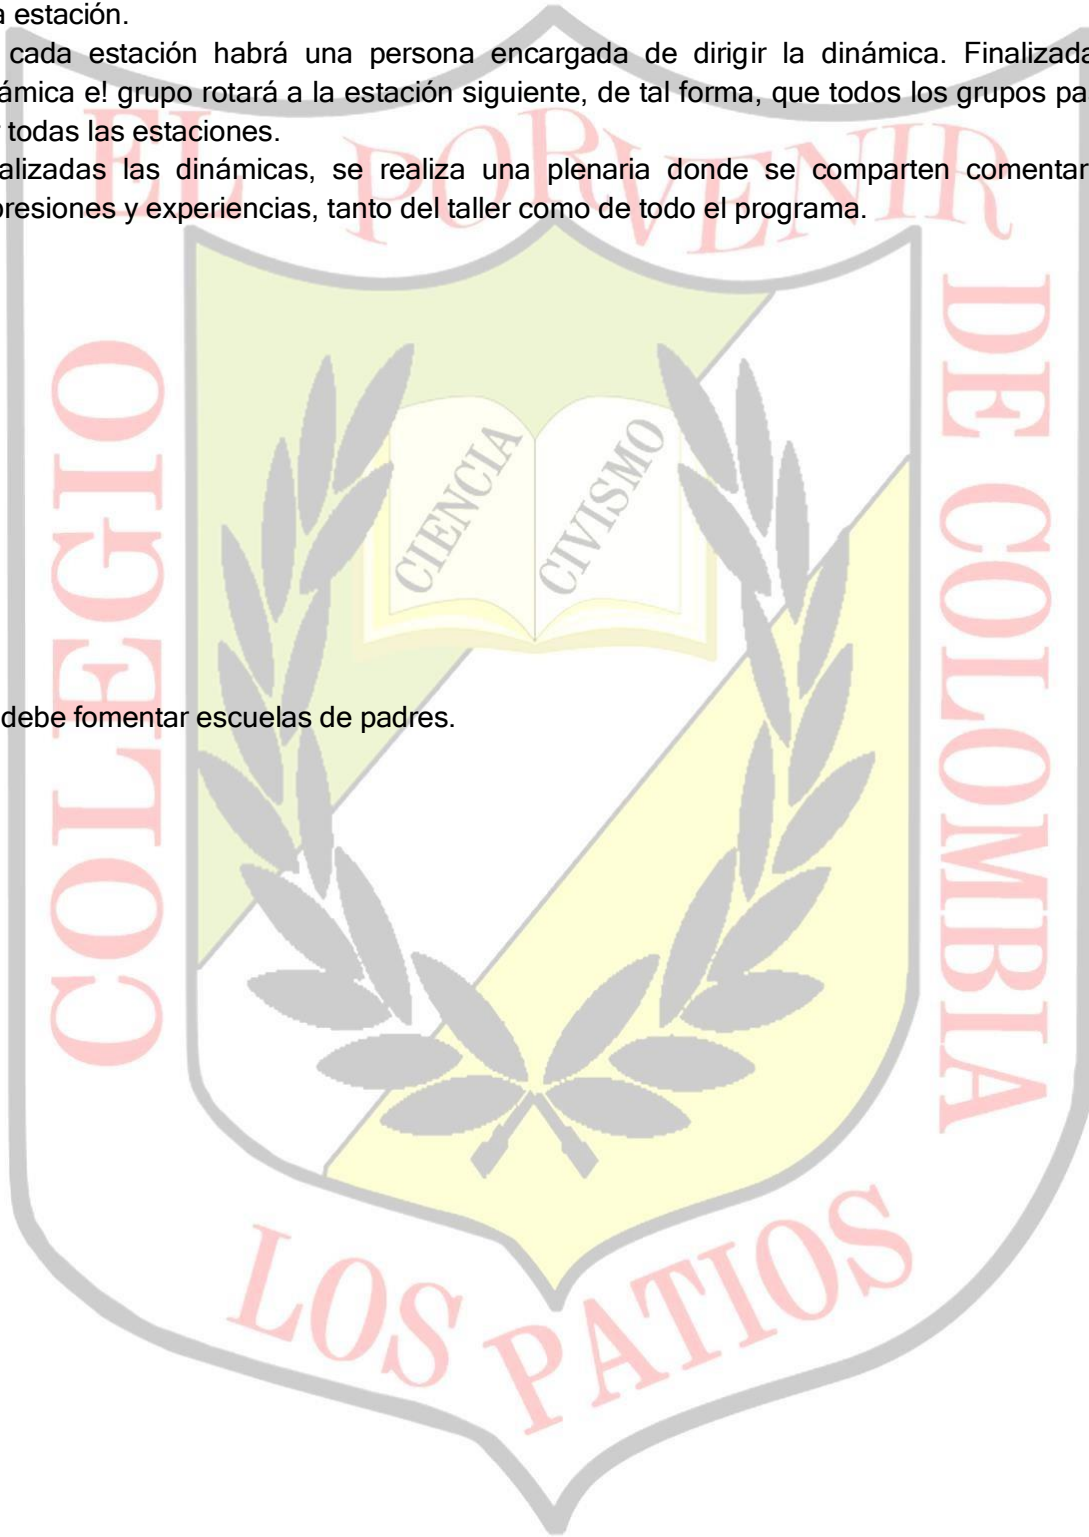 a estación.
cada estación habrá una persona encargada de dirigir la dinámica. Finalizada
ámica e! grupo rotará a la estación siguiente, de tal forma, que todos los grupos pa
todas las estaciones.
alizadas las dinámicas, se realiza una plenaria donde se comparten comentar
presiones y experiencias, tanto del taller como de todo el programa.
EL PORVENIR
COLEGIO
DE COLOMBIA
CIENCIA
CIVISMO
debe fomentar escuelas de padres.
LOS PATIOS